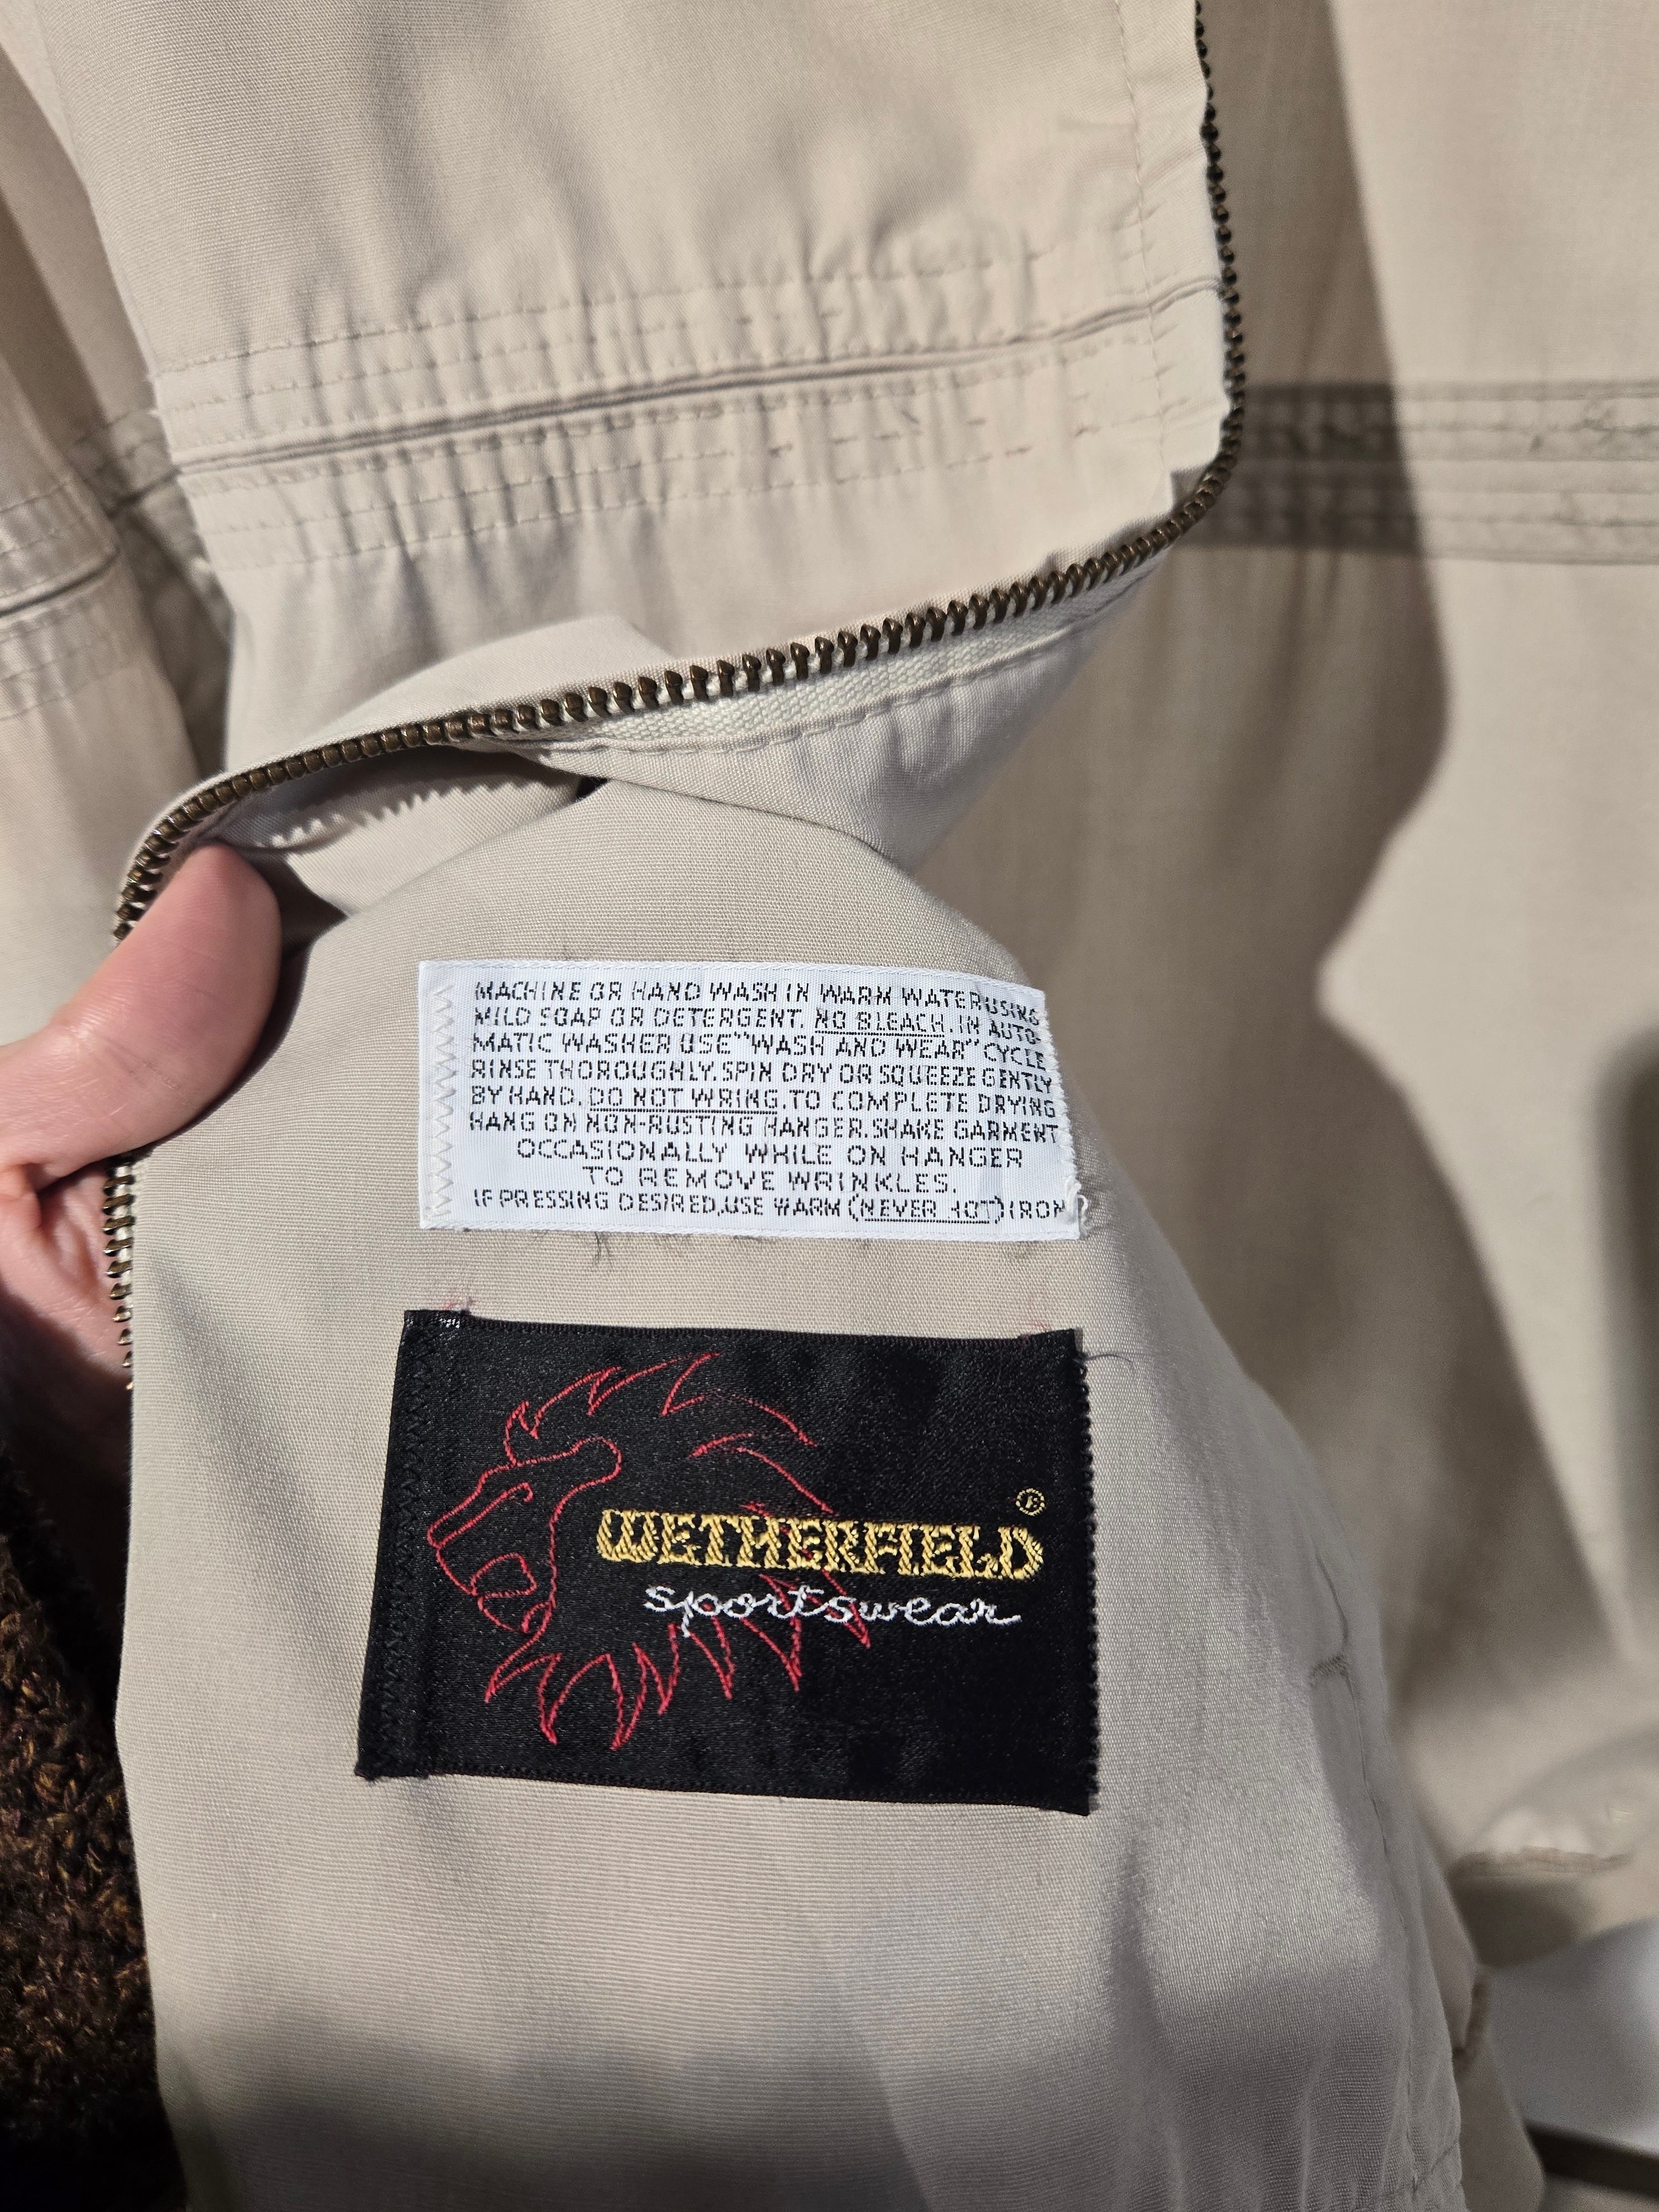 MACHINE OR HAND WASH IN WARM WATER USING
MILD SOAP OR DETERGENT. NO BLEACH. IN AUTO-
MATIC WASHER USE "WASH AND WEAR" CYCLE
RINSE THOROUGHLY. SPIN DRY OR SQUEEZE GENTLY
BY HAND. DO NOT WRING. TO COMPLETE DRYING
HANG ON NON-RUSTING HANGER. SHAKE GARMENT
OCCASIONALLY WHILE ON HANGER
TO REMOVE WRINKLES.
IF PRESSING DESIRED, USE WARM (NEVER HOT) IRON
WETHERFIELD ®
sportswear